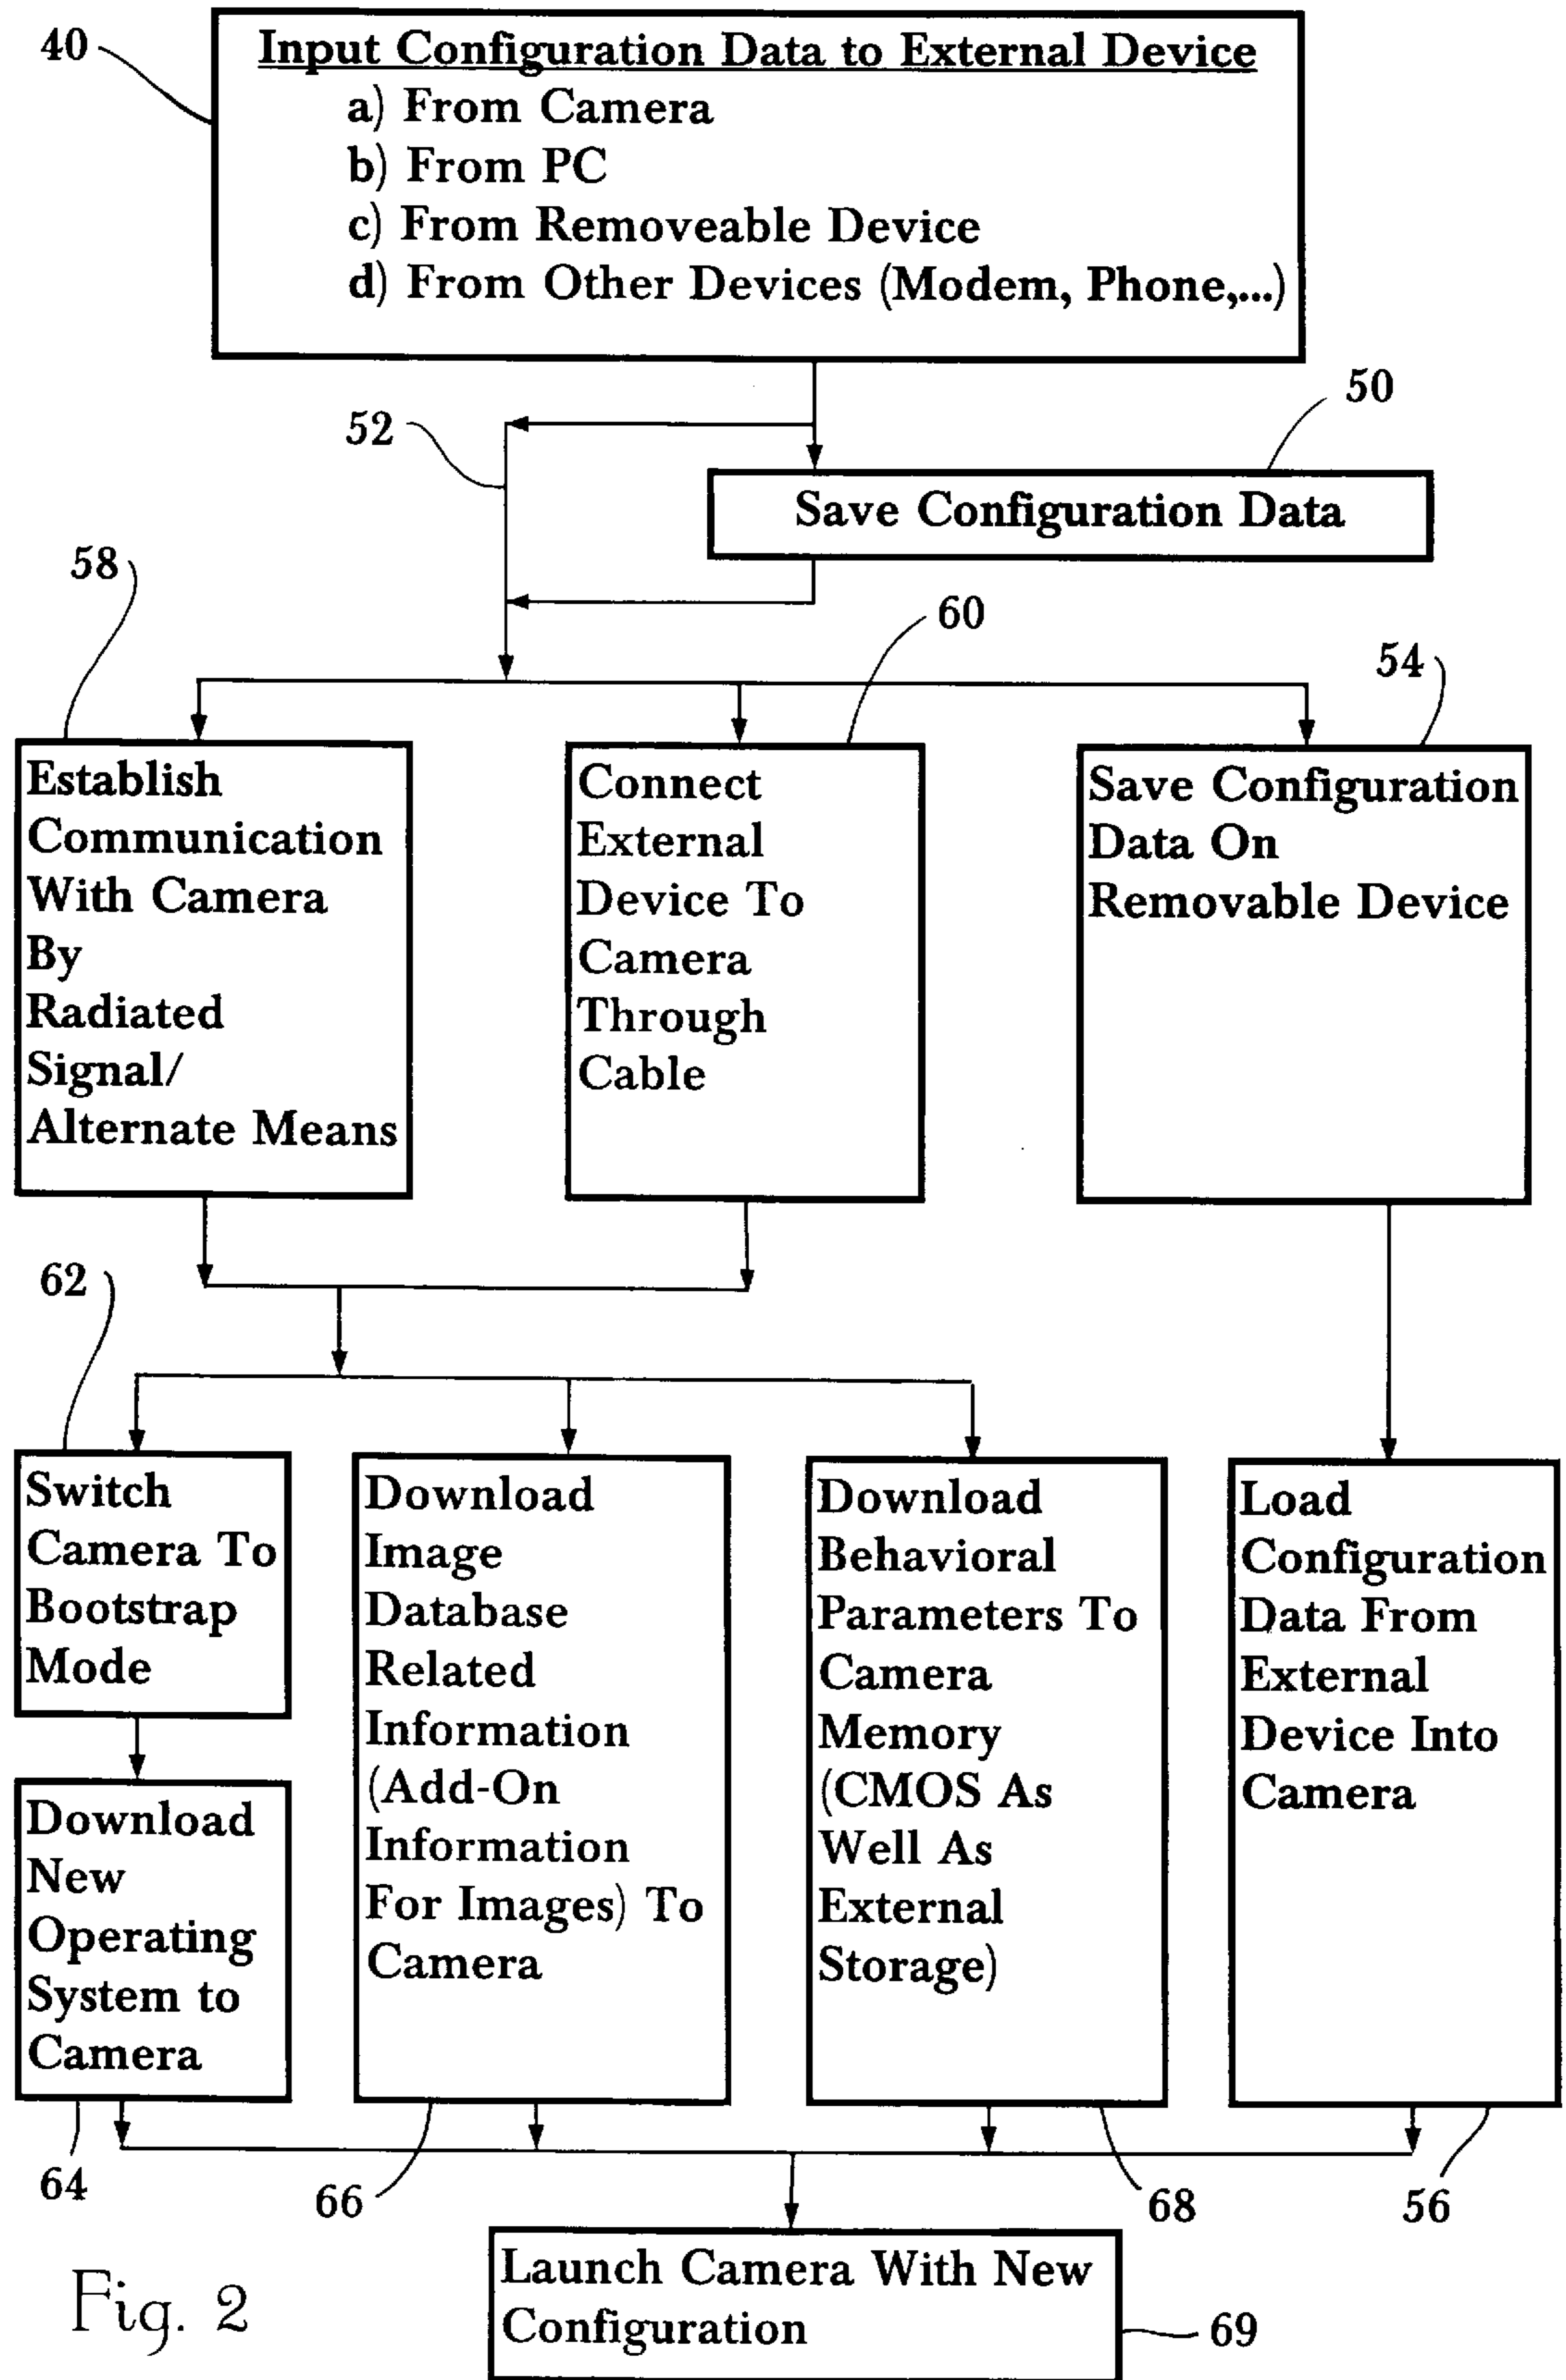 40
Input Configuration Data to External Device
a) From Camera
b) From PC
c) From Removeable Device
d) From Other Devices (Modem, Phone,...)
52
50
Save Configuration Data
58
60
54
Establish
Communication
With Camera
By
Radiated
Signal/
Alternate Means
Connect
External
Device To
Camera
Through
Cable
Save Configuration
Data On
Removable Device
62
Switch
Camera To
Bootstrap
Mode
Download
New
Operating
System to
Camera
Download
Image
Database
Related
Information
(Add-On
Information
For Images) To
Camera
Download
Behavioral
Parameters To
Camera
Memory
(CMOS As
Well As
External
Storage)
Load
Configuration
Data From
External
Device Into
Camera
64
66
68
56
Launch Camera With New
Configuration
69
Fig. 2